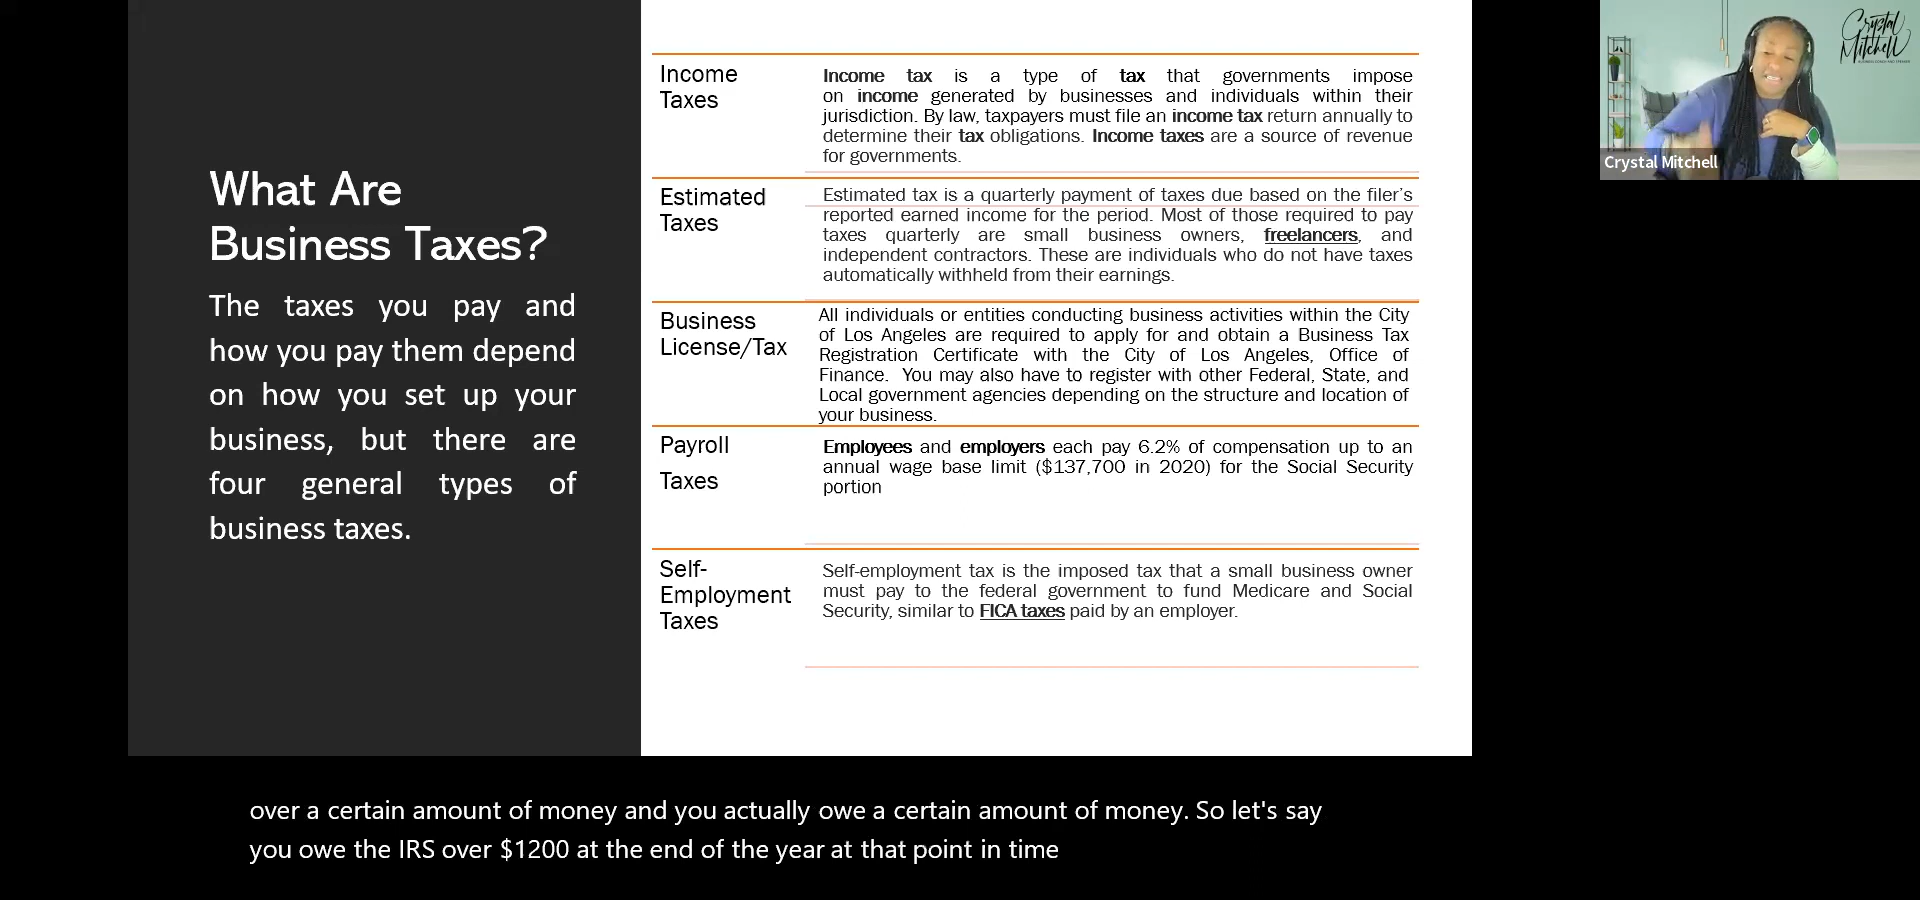 What Are
Business Taxes?
The taxes you pay and
how you pay them depend
on how you set up your
business, but there are
four general types of
business taxes.
Income
Taxes
Income tax is a type of tax that governments impose
on income generated by businesses and individuals within their
jurisdiction. By law, taxpayers must file an income tax return annually to
determine their tax obligations. Income taxes are a source of revenue
for governments.
Estimated
Taxes
Estimated tax is a quarterly payment of taxes due based on the filer’s
reported earned income for the period. Most of those required to pay
taxes quarterly are small business owners, freelancers, and
independent contractors. These are individuals who do not have taxes
automatically withheld from their earnings.
Business
License/Tax
All individuals or entities conducting business activities within the City
of Los Angeles are required to apply for and obtain a Business Tax
Registration Certificate with the City of Los Angeles, Office of
Finance. You may also have to register with other Federal, State, and
Local government agencies depending on the structure and location of
your business.
Payroll
Taxes
Employees and employers each pay 6.2% of compensation up to an
annual wage base limit ($137,700 in 2020) for the Social Security
portion
Self-
Employment
Taxes
Self-employment tax is the imposed tax that a small business owner
must pay to the federal government to fund Medicare and Social
Security, similar to FICA taxes paid by an employer.
Crystal
Mitchell
Crystal Mitchell
over a certain amount of money and you actually owe a certain amount of money. So let's say
you owe the IRS over $1200 at the end of the year at that point in time